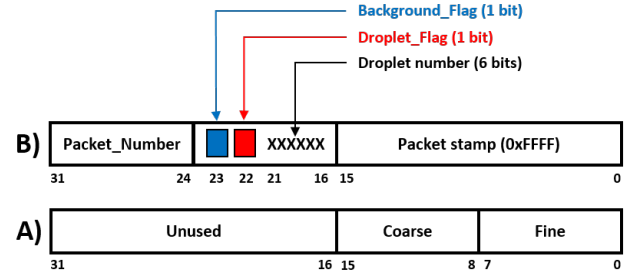 Background_Flag (1 bit)
Droplet_Flag (1 bit)
Droplet number (6 bits)
B) Packet_Number XXXXXX Packet stamp (0xFFFF)
31 24 23 22 21 16 15 0
A) Unused Coarse Fine
31 16 15 8 7 0